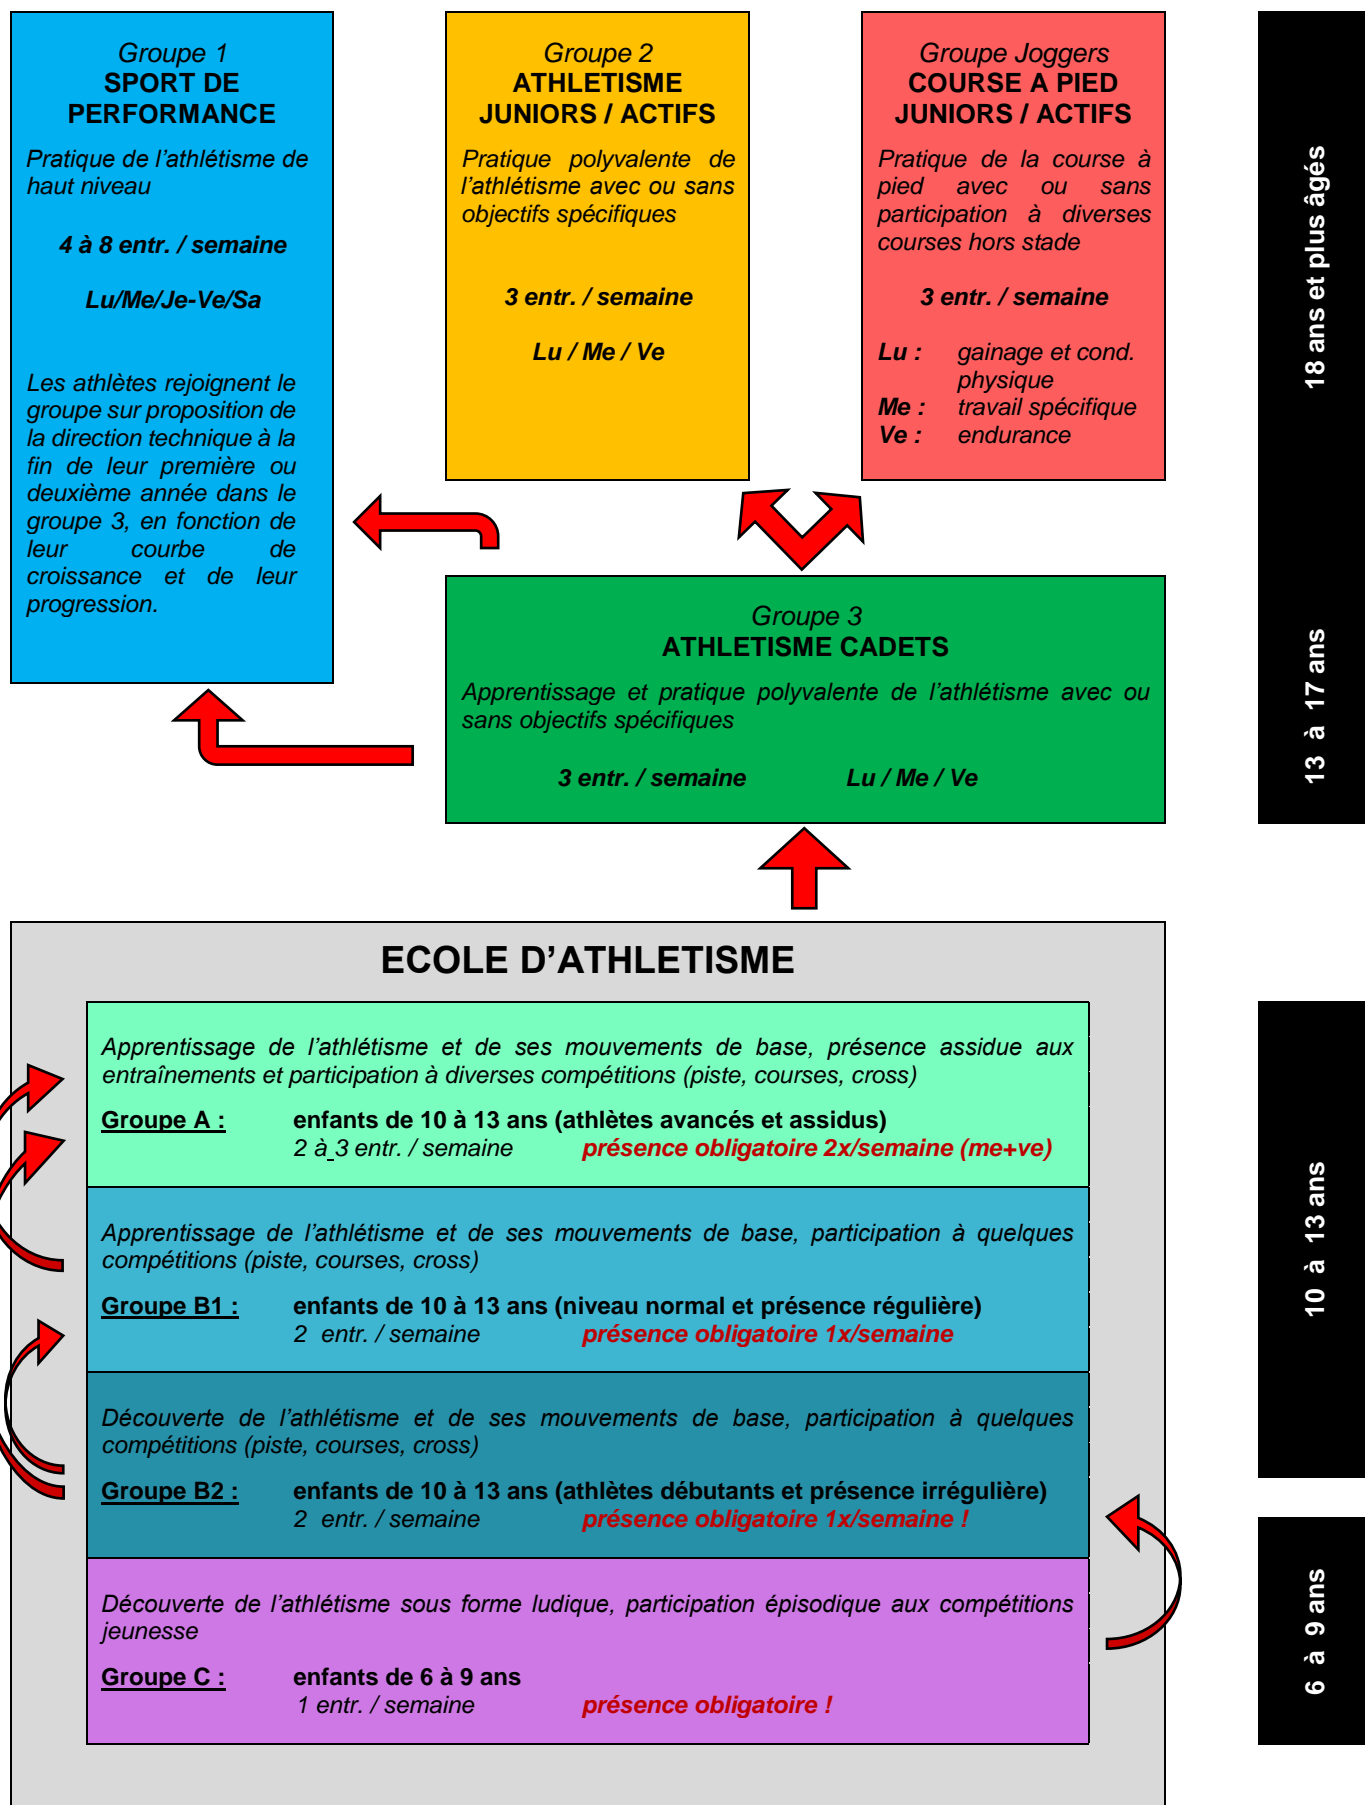 Groupe 1
SPORT DE
PERFORMANCE
Pratique de l’athlétisme de
haut niveau
4 à 8 entr. / semaine
Lu/Me/Je-Ve/Sa
Les athlètes rejoignent le
groupe sur proposition de
la direction technique à la
fin de leur première ou
deuxième année dans le
groupe 3, en fonction de
leur courbe de
croissance et de leur
progression.
Groupe 2
ATHLETISME
JUNIORS / ACTIFS
Pratique polyvalente de
l’athlétisme avec ou sans
objectifs spécifiques
3 entr. / semaine
Lu / Me / Ve
Groupe Joggers
COURSE A PIED
JUNIORS / ACTIFS
Pratique de la course à
pied avec ou sans
participation à diverses
courses hors stade
3 entr. / semaine
Lu : gainage et cond.
physique
Me : travail spécifique
Ve : endurance
18 ans et plus âgés
Groupe 3
ATHLETISME CADETS
Apprentissage et pratique polyvalente de l’athlétisme avec ou
sans objectifs spécifiques
3 entr. / semaine Lu / Me / Ve
13 à 17 ans
ECOLE D’ATHLETISME
Apprentissage de l’athlétisme et de ses mouvements de base, présence assidue aux
entraînements et participation à diverses compétitions (piste, courses, cross)
Groupe A : enfants de 10 à 13 ans (athlètes avancés et assidus)
2 à 3 entr. / semaine présence obligatoire 2x/semaine (me+ve)
Apprentissage de l’athlétisme et de ses mouvements de base, participation à quelques
compétitions (piste, courses, cross)
Groupe B1 : enfants de 10 à 13 ans (niveau normal et présence régulière)
2 entr. / semaine présence obligatoire 1x/semaine
Découverte de l’athlétisme et de ses mouvements de base, participation à quelques
compétitions (piste, courses, cross)
Groupe B2 : enfants de 10 à 13 ans (athlètes débutants et présence irrégulière)
2 entr. / semaine présence obligatoire 1x/semaine !
10 à 13 ans
Découverte de l’athlétisme sous forme ludique, participation épisodique aux compétitions
jeunesse
Groupe C : enfants de 6 à 9 ans
1 entr. / semaine présence obligatoire !
6 à 9 ans